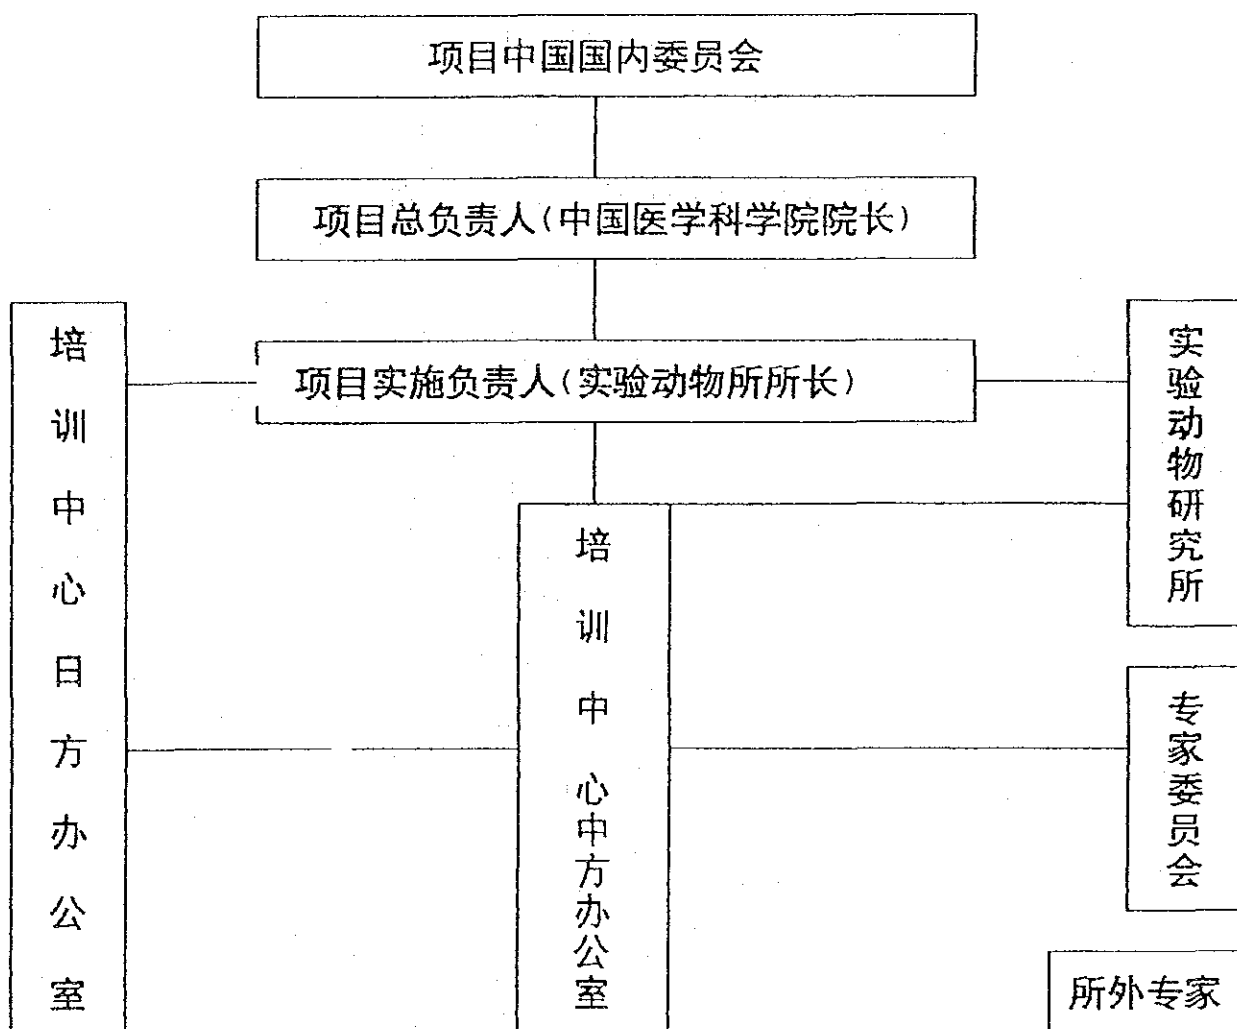 项目中国国内委员会
项目总负责人(中国医学科学院院长)
项目实施负责人(实验动物所所长)
培训中心日方办公室
培训中心中方办公室
实验动物研究所
专家委员会
所外专家